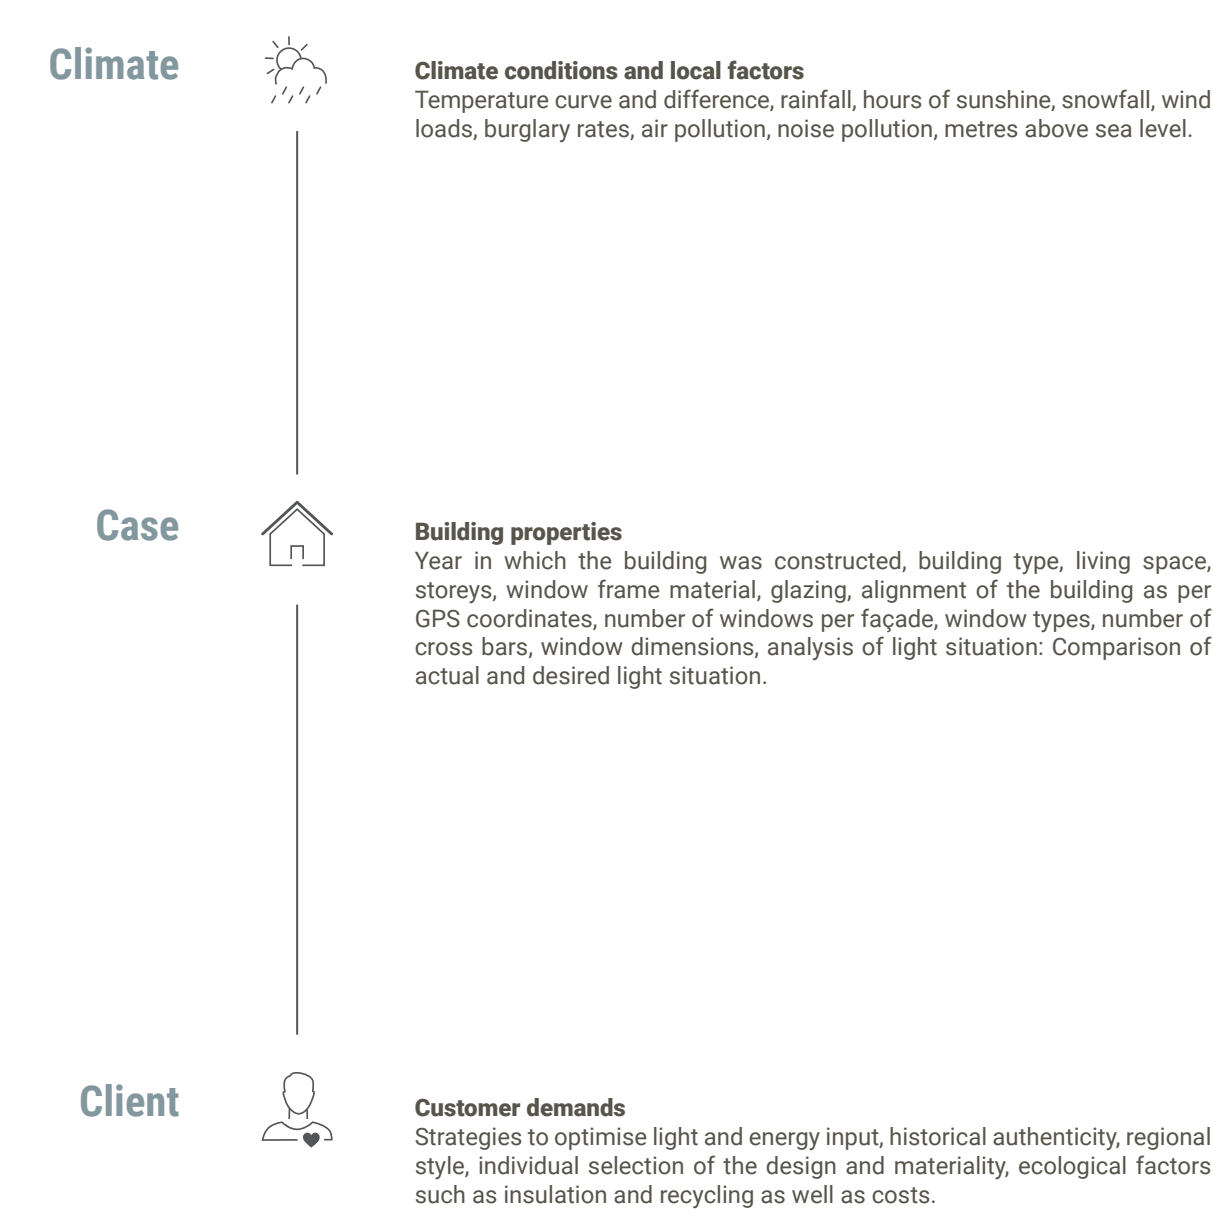 Climate
Climate conditions and local factors
Temperature curve and difference, rainfall, hours of sunshine, snowfall, wind
loads, burglary rates, air pollution, noise pollution, metres above sea level.
Case
Building properties
Year in which the building was constructed, building type, living space,
storeys, window frame material, glazing, alignment of the building as per
GPS coordinates, number of windows per façade, window types, number of
cross bars, window dimensions, analysis of light situation: Comparison of
actual and desired light situation.
Client
Customer demands
Strategies to optimise light and energy input, historical authenticity, regional
style, individual selection of the design and materiality, ecological factors
such as insulation and recycling as well as costs.